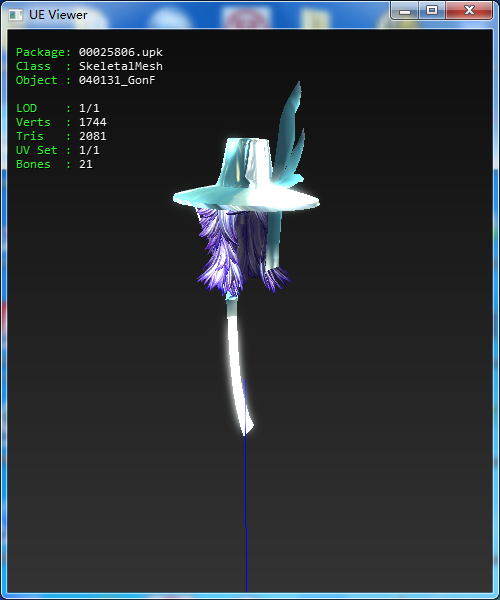 UE Viewer
Package: 00025806.upk
Class : SkeletalMesh
Object : 040131_GonF
LOD : 1/1
Verts : 1744
Tris : 2081
UV Set : 1/1
Bones : 21